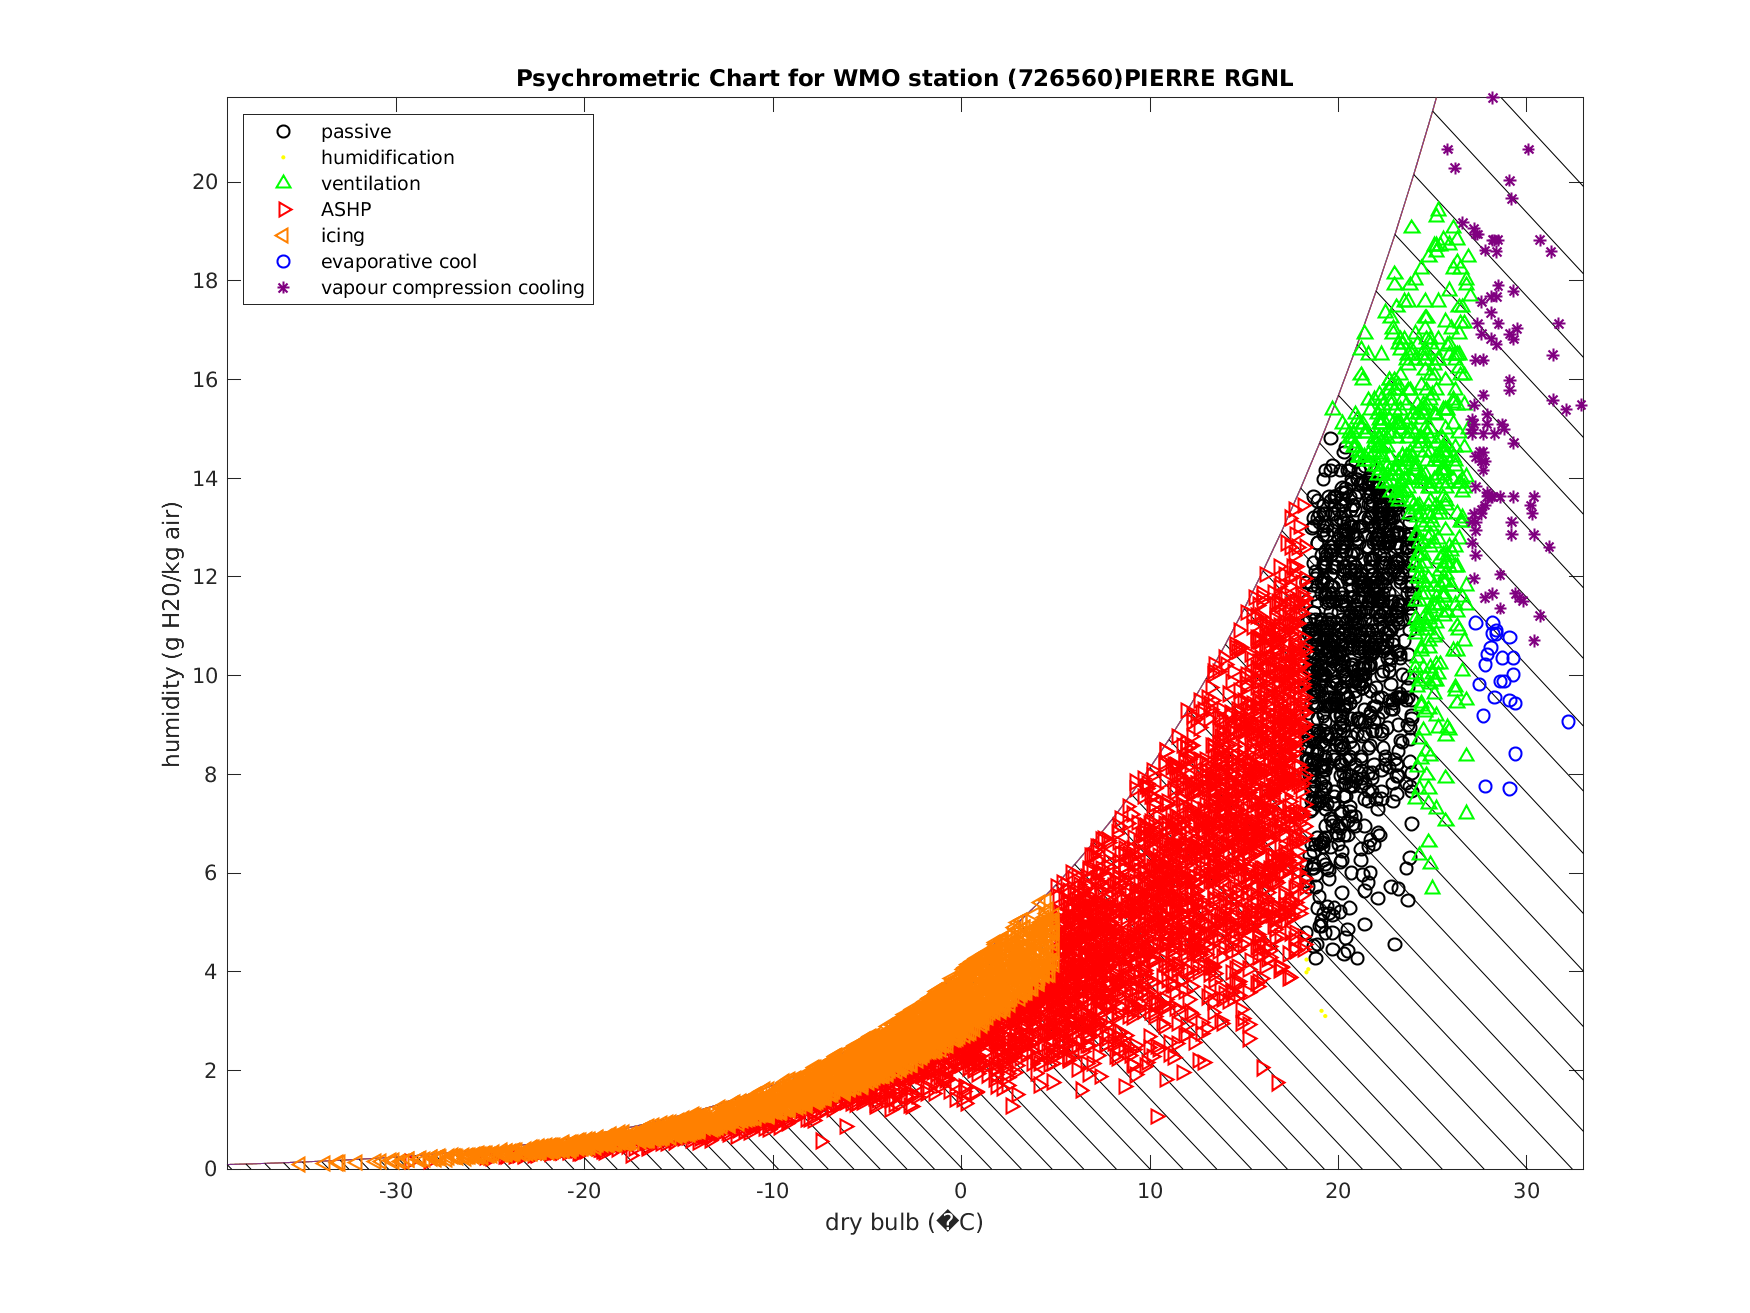 Psychrometric Chart for WMO station (726560)PIERRE RGNL
passive
humidification
ventilation
ASHP
icing
evaporative cool
vapour compression cooling
humidity (g H20/kg air)
20
18
16
14
12
10
8
6
4
2
0
-30 -20 -10 0 10 20 30
dry bulb (�C)